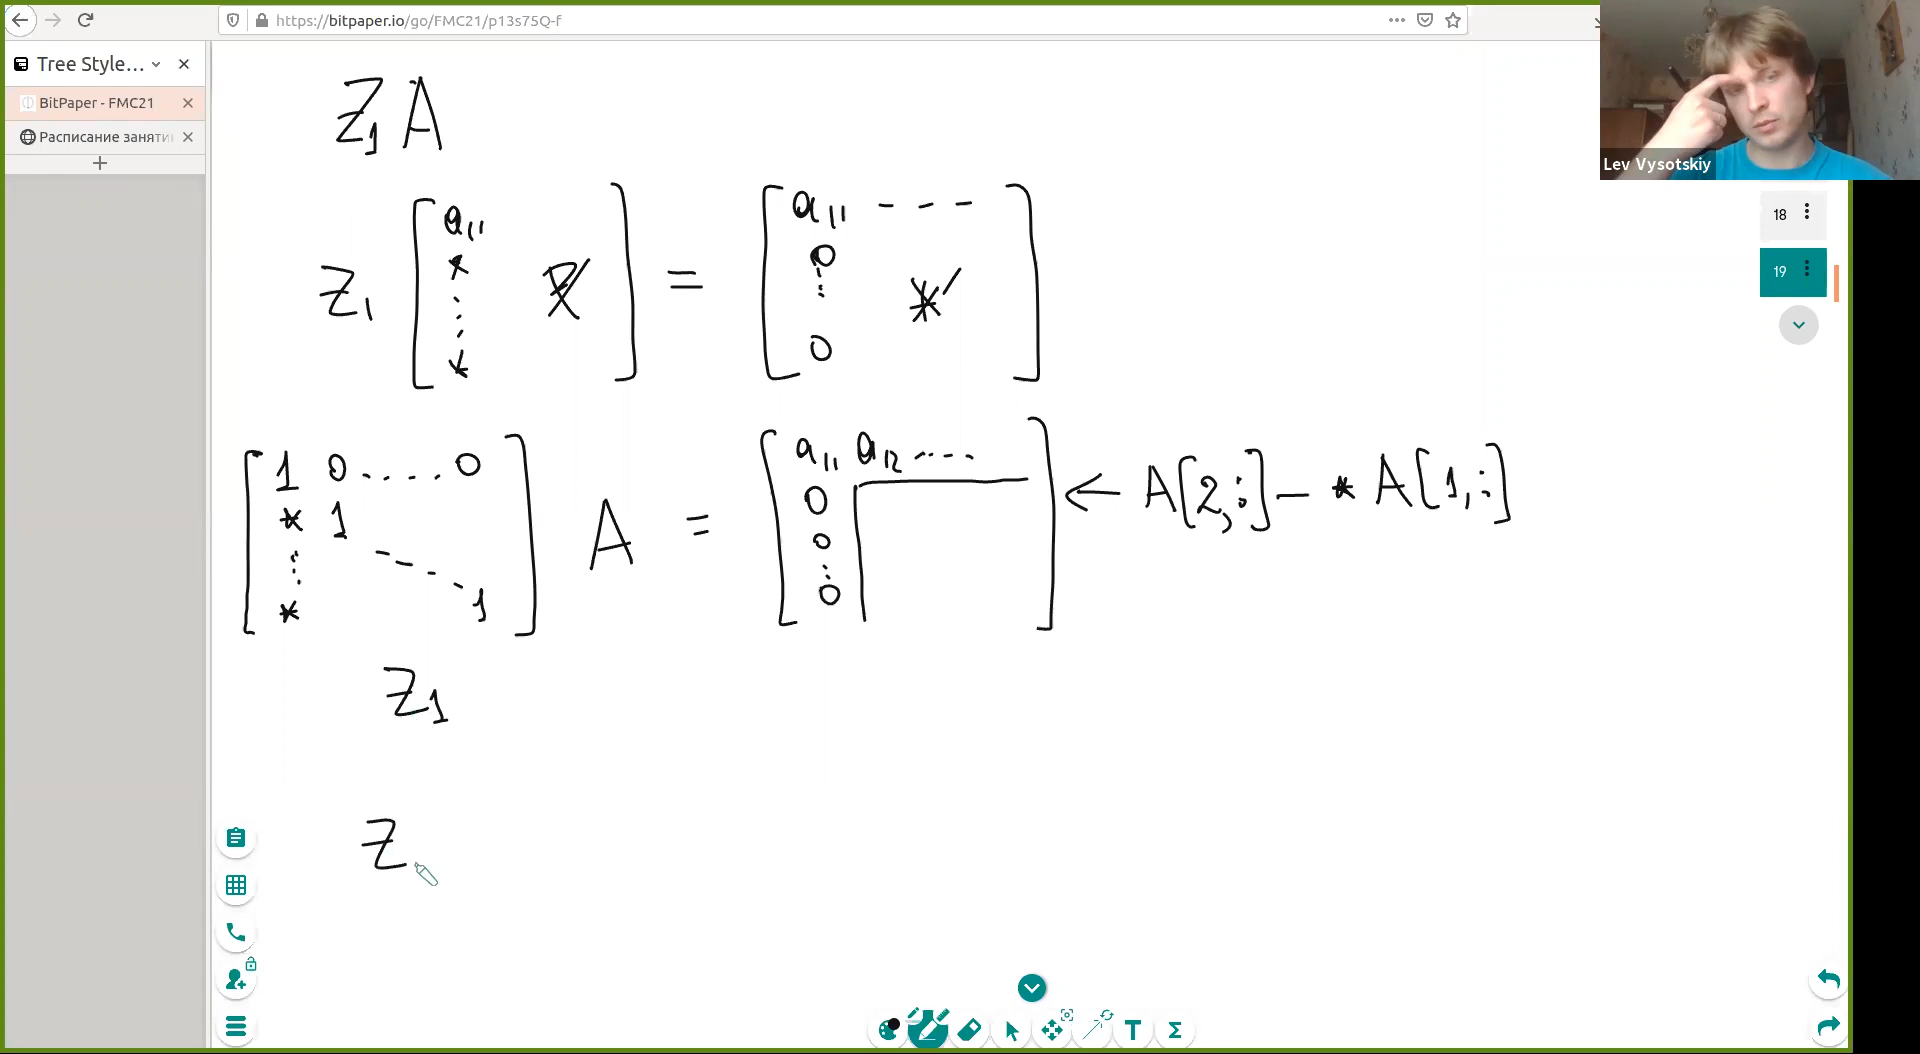 https://bitpaper.io/go/FMC21/p13s75Q-f
Tree Style...
BitPaper - FMC21
Расписание заняти
Lev Vysotskiy
18
19
Z₁ A
Z₁ [ a₁₁ * ⋮ * ] = [ a₁₁ - - -
0
⋮ *
0 ]
[ 1 0 ..... 0
* 1
⋮ ⋱
* 1 ] A = [ a₁₁ a₁₂ ....
0
0
⋮
0 ] ← A[2,:] - * A[1,:]
Z₁
Z
T
Σ